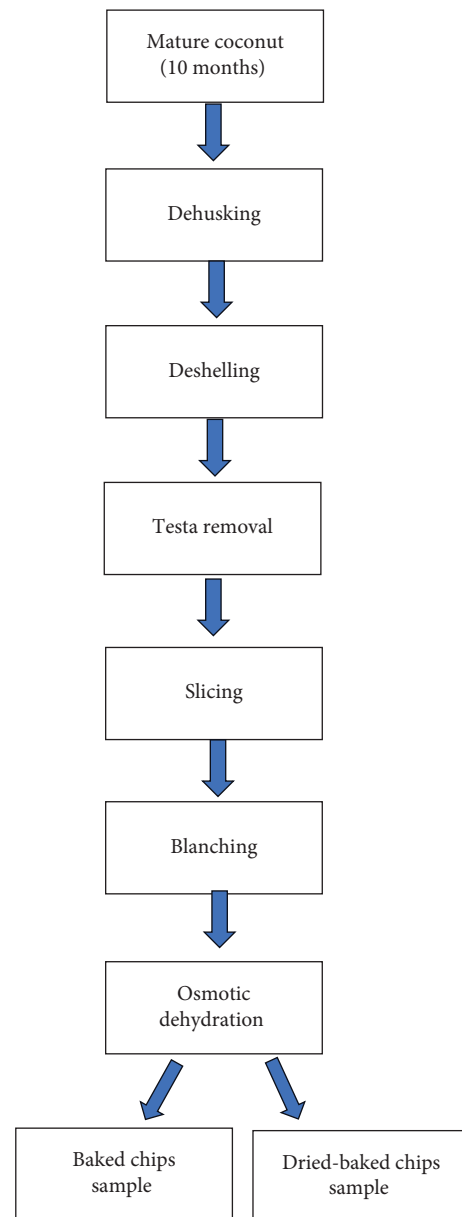 Mature coconut
(10 months)
Dehusking
Deshelling
Testa removal
Slicing
Blanching
Osmotic
dehydration
Baked chips
sample
Dried-baked chips
sample